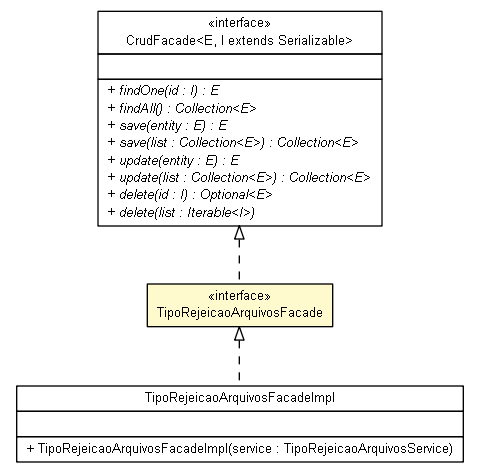 «interface»
CrudFacade<E, I extends Serializable>
+ findOne(id : I) : E
+ findAll() : Collection<E>
+ save(entity : E) : E
+ save(list : Collection<E>) : Collection<E>
+ update(entity : E) : E
+ update(list : Collection<E>) : Collection<E>
+ delete(id : I) : Optional<E>
+ delete(list : Iterable<I>)
«interface»
TipoRejeicaoArquivosFacade
TipoRejeicaoArquivosFacadeImpl
+ TipoRejeicaoArquivosFacadeImpl(service : TipoRejeicaoArquivosService)